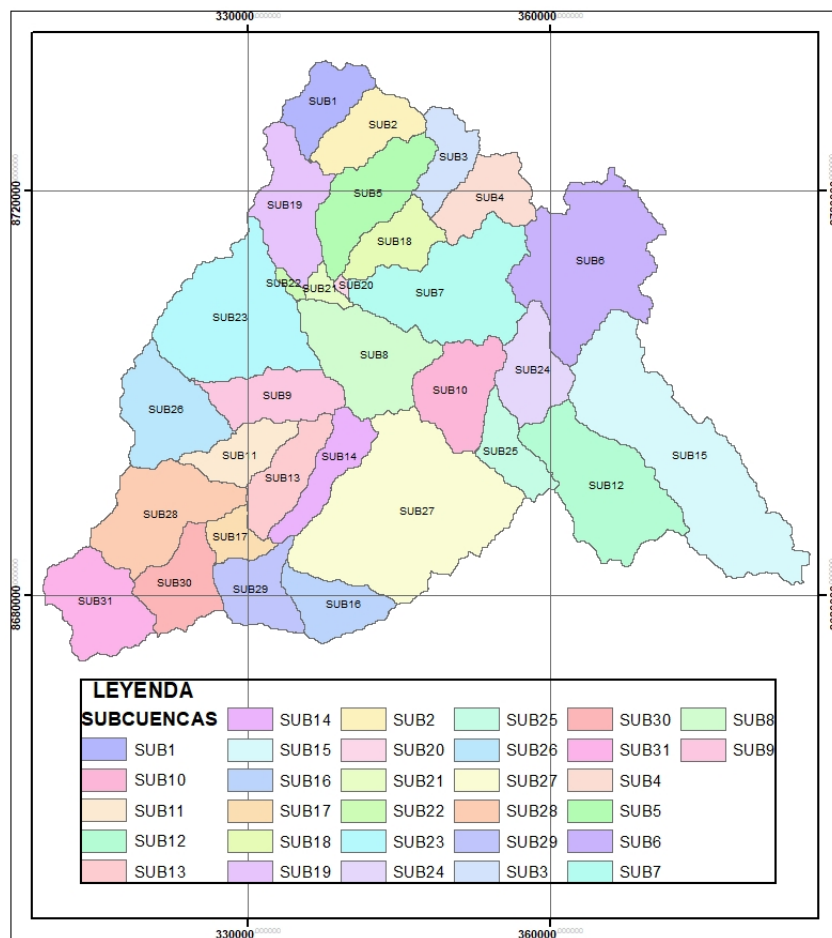 330000 360000
SUB1
SUB2
SUB3
SUB5
SUB4
SUB19
SUB18
SUB6
SUB22
SUB21
SUB20
SUB7
SUB23
SUB8
SUB24
SUB9
SUB10
SUB26
SUB11
SUB14
SUB25
SUB15
SUB13
SUB12
SUB28
SUB27
SUB17
SUB30
SUB29
SUB31
SUB16
8720000
8680000
LEYENDA
SUBCUENCAS
SUB1
SUB10
SUB11
SUB12
SUB13
SUB14
SUB15
SUB16
SUB17
SUB18
SUB19
SUB2
SUB20
SUB21
SUB22
SUB23
SUB24
SUB25
SUB26
SUB27
SUB28
SUB29
SUB3
SUB30
SUB31
SUB4
SUB5
SUB6
SUB7
SUB8
SUB9
330000 360000